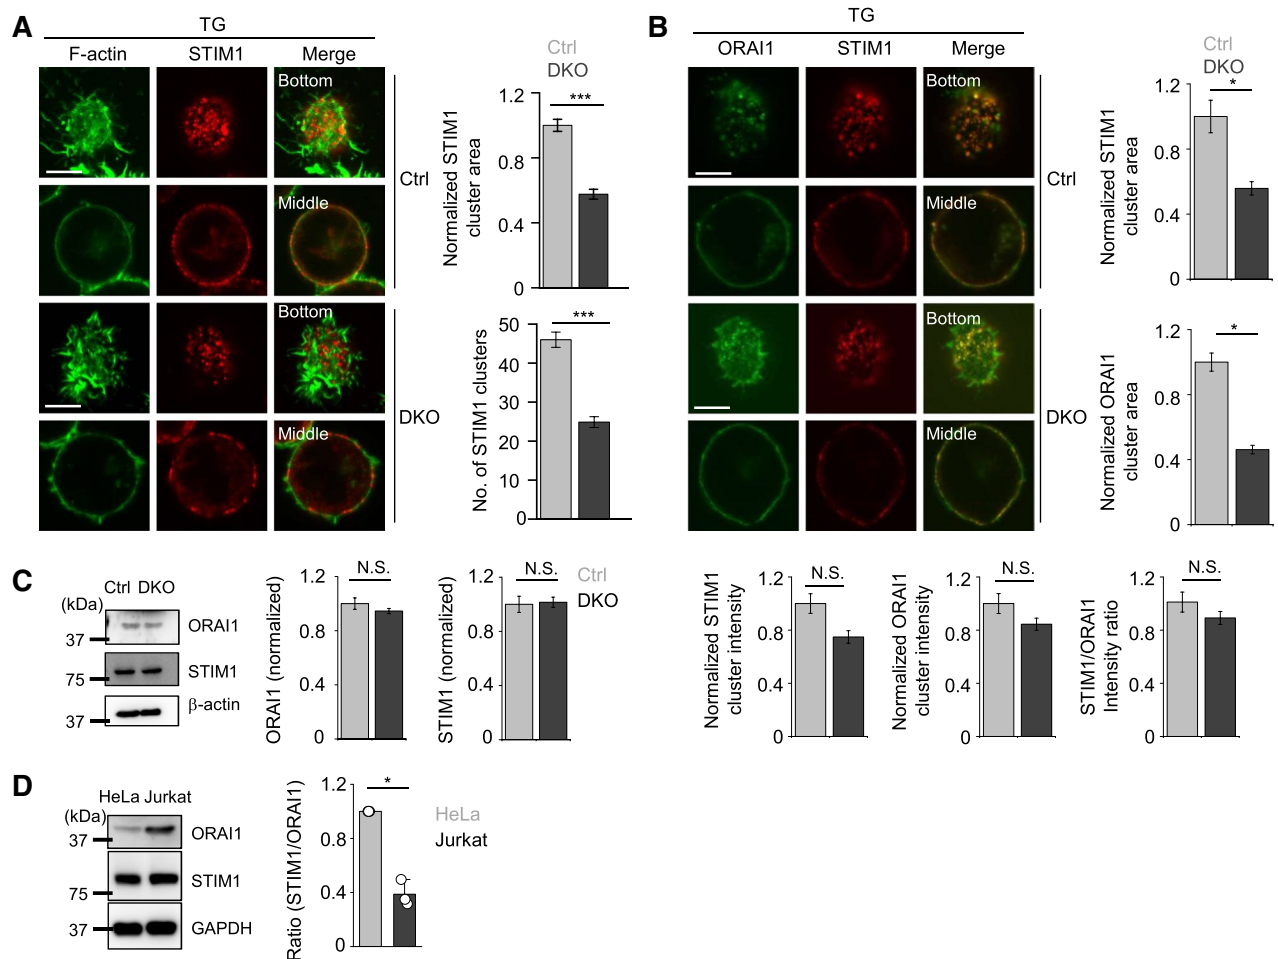 A
TG
F-actin STIM1 Merge
Bottom
Middle
Ctrl
Bottom
Middle
DKO
Ctrl
DKO
Normalized STIM1
cluster area
1.2
0.8
0.4
0
***
No. of STIM1 clusters
50
40
30
20
10
0
***
B
TG
ORAI1 STIM1 Merge
Bottom
Middle
Ctrl
Bottom
Middle
DKO
Ctrl
DKO
Normalized STIM1
cluster area
1.2
0.8
0.4
0
*
Normalized ORAI1
cluster area
1.2
0.8
0.4
0
*
Normalized STIM1
cluster intensity
1.2
0.8
0.4
0
N.S.
Normalized ORAI1
cluster intensity
1.2
0.8
0.4
0
N.S.
STIM1/ORAI1
Intensity ratio
1.2
0.8
0.4
0
N.S.
C
Ctrl DKO
(kDa)
37
ORAI1
75
STIM1
37
β-actin
ORAI1 (normalized)
1.2
0.8
0.4
0
N.S.
STIM1 (normalized)
1.2
0.8
0.4
0
N.S.
Ctrl
DKO
D
HeLa Jurkat
(kDa)
37
ORAI1
75
STIM1
37
GAPDH
Ratio (STIM1/ORAI1)
1.2
0.8
0.4
0
*
HeLa
Jurkat